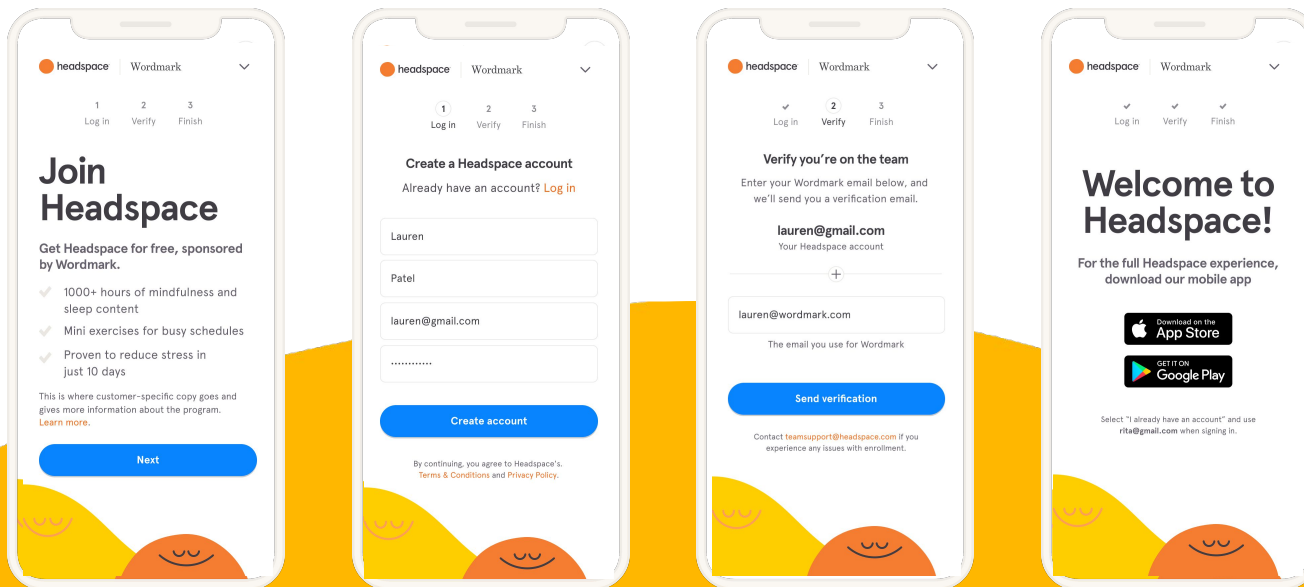 headspace Wordmark
1 2 3
Log in Verify Finish
Join
Headspace
Get Headspace for free, sponsored
by Wordmark.
1000+ hours of mindfulness and
sleep content
Mini exercises for busy schedules
Proven to reduce stress in
just 10 days
This is where customer-specific copy goes and
gives more information about the program.
Learn more.
Next
headspace Wordmark
1 2 3
Log in Verify Finish
Create a Headspace account
Already have an account? Log in
Lauren
Patel
lauren@gmail.com
............
Create account
By continuing, you agree to Headspace's.
Terms & Conditions and Privacy Policy.
headspace Wordmark
2 3
Log in Verify Finish
Verify you're on the team
Enter your Wordmark email below, and
we'll send you a verification email.
lauren@gmail.com
Your Headspace account
+
lauren@wordmark.com
The email you use for Wordmark
Send verification
Contact teamsupport@headspace.com if you
experience any issues with enrollment.
headspace Wordmark
Log in Verify Finish
Welcome to
Headspace!
For the full Headspace experience,
download our mobile app
Download on the
App Store
GET IT ON
Google Play
Select "I already have an account" and use
rita@gmail.com when signing in.